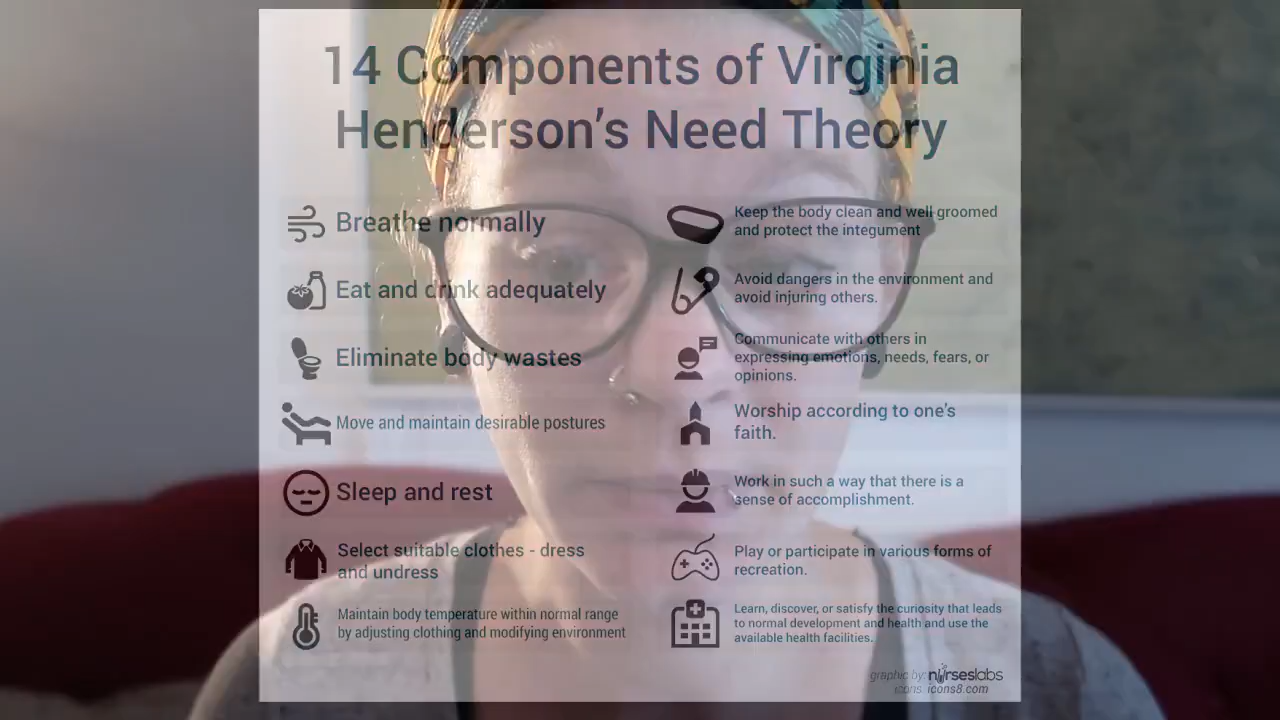 14 Components of Virginia
Henderson's Need Theory
Breathe normally
Eat and drink adequately
Eliminate body wastes
Move and maintain desirable postures
Sleep and rest
Select suitable clothes - dress
and undress
Maintain body temperature within normal range
by adjusting clothing and modifying environment
Keep the body clean and well groomed
and protect the integument
Avoid dangers in the environment and
avoid injuring others.
Communicate with others in
expressing emotions, needs, fears, or
opinions.
Worship according to one's
faith.
Work in such a way that there is a
sense of accomplishment.
Play or participate in various forms of
recreation.
Learn, discover, or satisfy the curiosity that leads
to normal development and health and use the
available health facilities.
graphic by: nurseslabs
icons: icons8.com